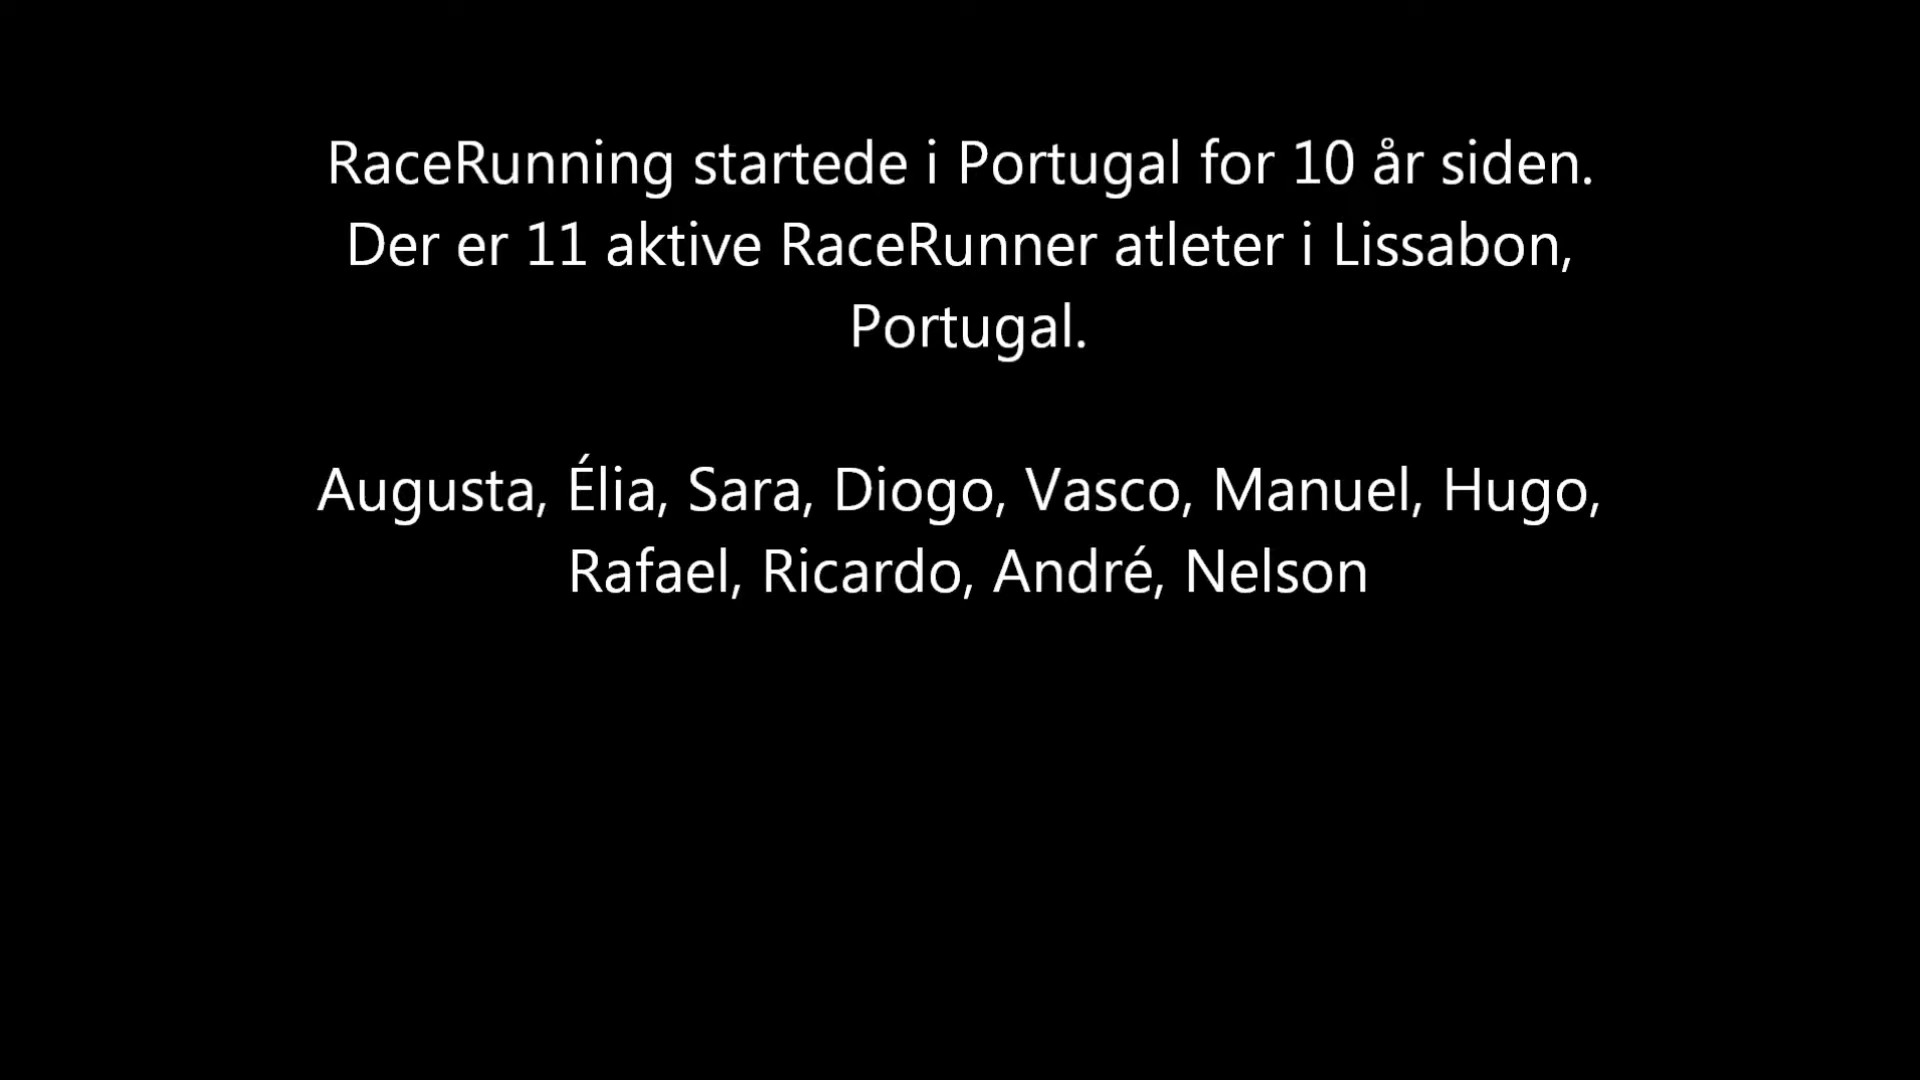 RaceRunning startede i Portugal for 10 år siden.
Der er 11 aktive RaceRunner atleter i Lissabon,
Portugal.
Augusta, Élia, Sara, Diogo, Vasco, Manuel, Hugo,
Rafael, Ricardo, André, Nelson